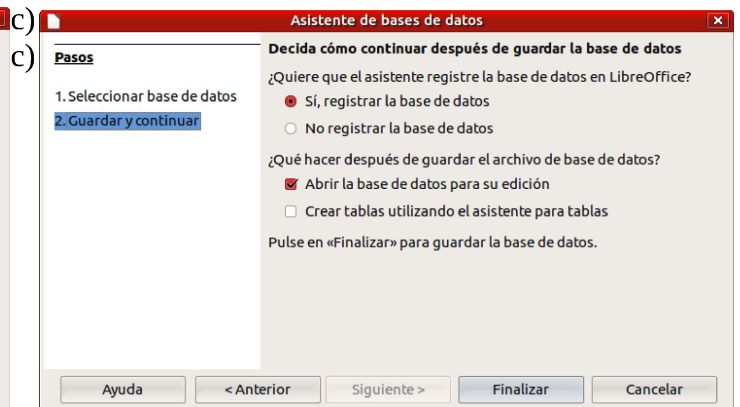 c)
c)
Asistente de bases de datos
Pasos
1. Seleccionar base de datos
2. Guardar y continuar
Decida cómo continuar después de guardar la base de datos
¿Quiere que el asistente registre la base de datos en LibreOffice?
Sí, registrar la base de datos
No registrar la base de datos
¿Qué hacer después de guardar el archivo de base de datos?
Abrir la base de datos para su edición
Crear tablas utilizando el asistente para tablas
Pulse en «Finalizar» para guardar la base de datos.
Ayuda
< Anterior
Siguiente >
Finalizar
Cancelar